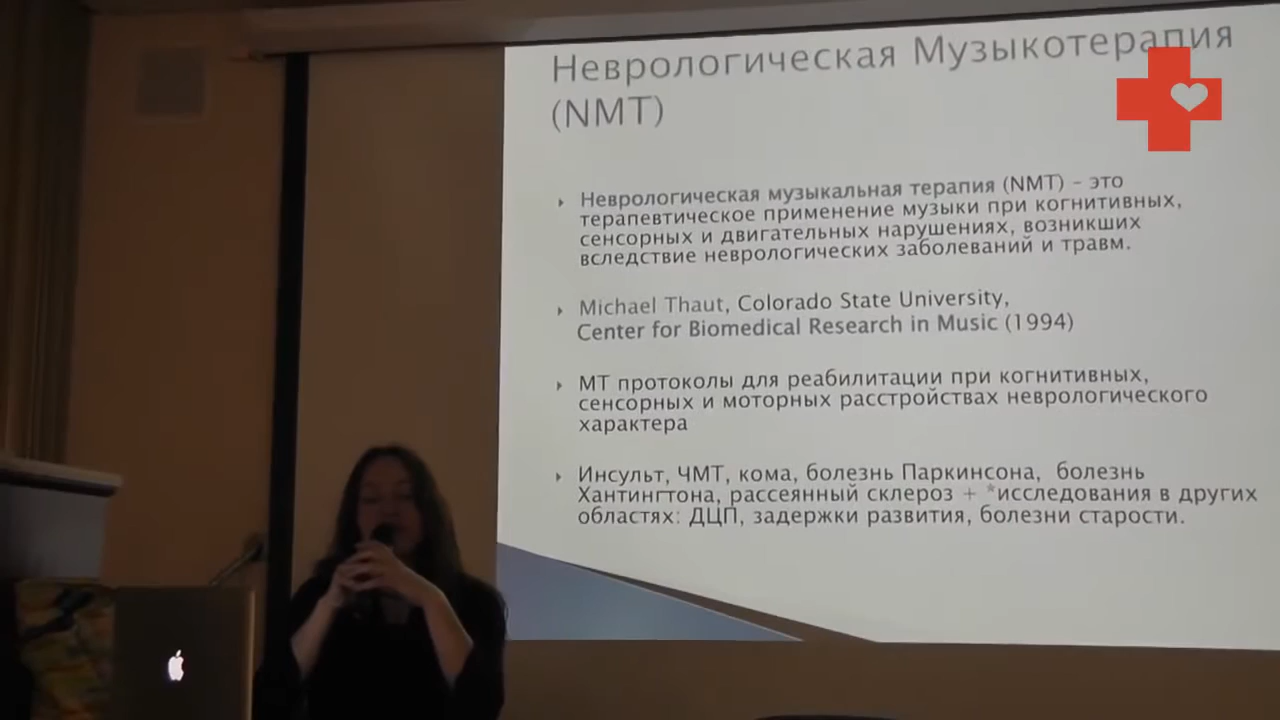 Неврологическая Музыкотерапия
(NMT)
Неврологическая музыкальная терапия (NMT) – это
терапевтическое применение музыки при когнитивных,
сенсорных и двигательных нарушениях, возникших
вследствие неврологических заболеваний и травм.
Michael Thaut, Colorado State University,
Center for Biomedical Research in Music (1994)
МТ протоколы для реабилитации при когнитивных,
сенсорных и моторных расстройствах неврологического
характера
Инсульт, ЧМТ, кома, болезнь Паркинсона, болезнь
Хантингтона, рассеянный склероз + *исследования в других
областях: ДЦП, задержки развития, болезни старости.